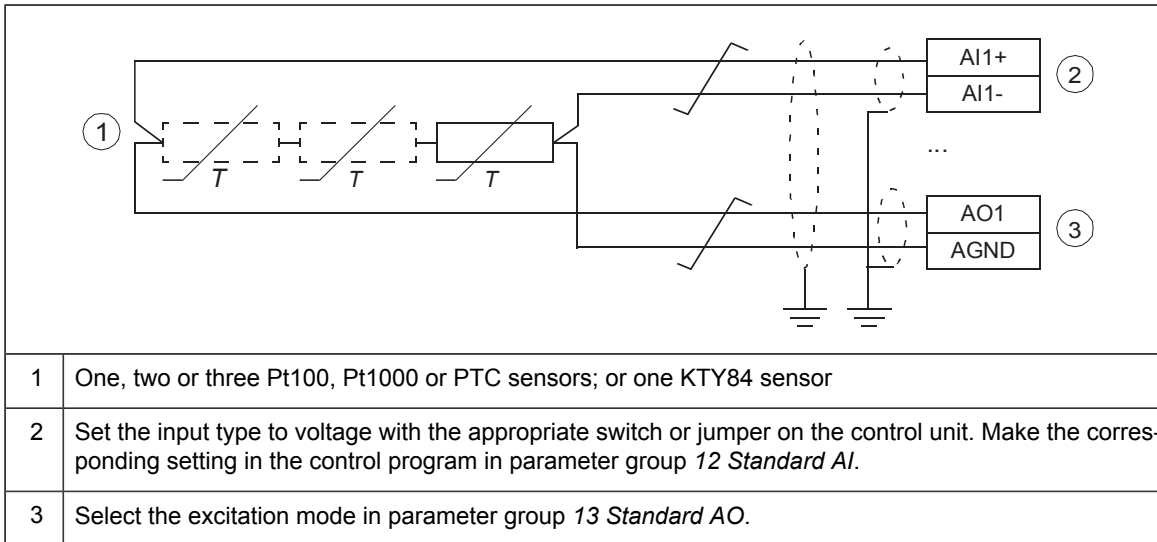 AI1+
AI1-
2
1
...
T T T
AO1
AGND
3
1 One, two or three Pt100, Pt1000 or PTC sensors; or one KTY84 sensor
2 Set the input type to voltage with the appropriate switch or jumper on the control unit. Make the corres-
ponding setting in the control program in parameter group 12 Standard AI.
3 Select the excitation mode in parameter group 13 Standard AO.